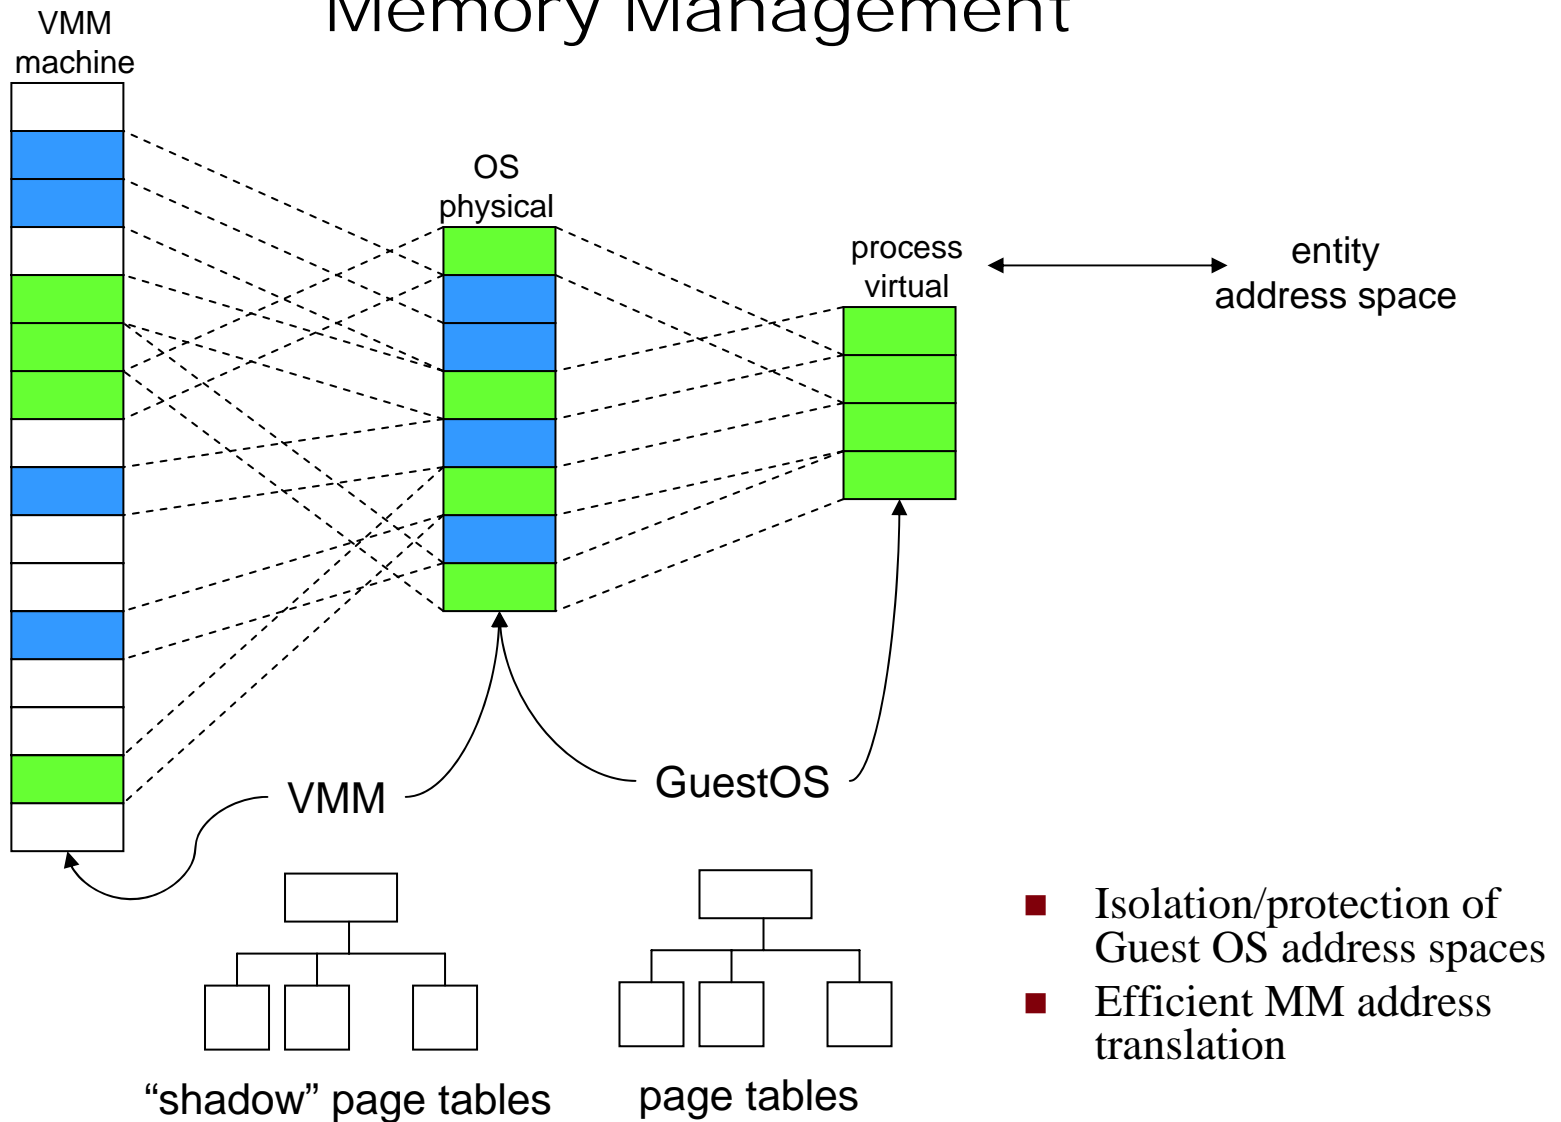 Memory Management
VMM
machine
OS
physical
process
virtual
entity
address space
VMM
GuestOS
“shadow” page tables
page tables
Isolation/protection of
Guest OS address spaces
Efficient MM address
translation